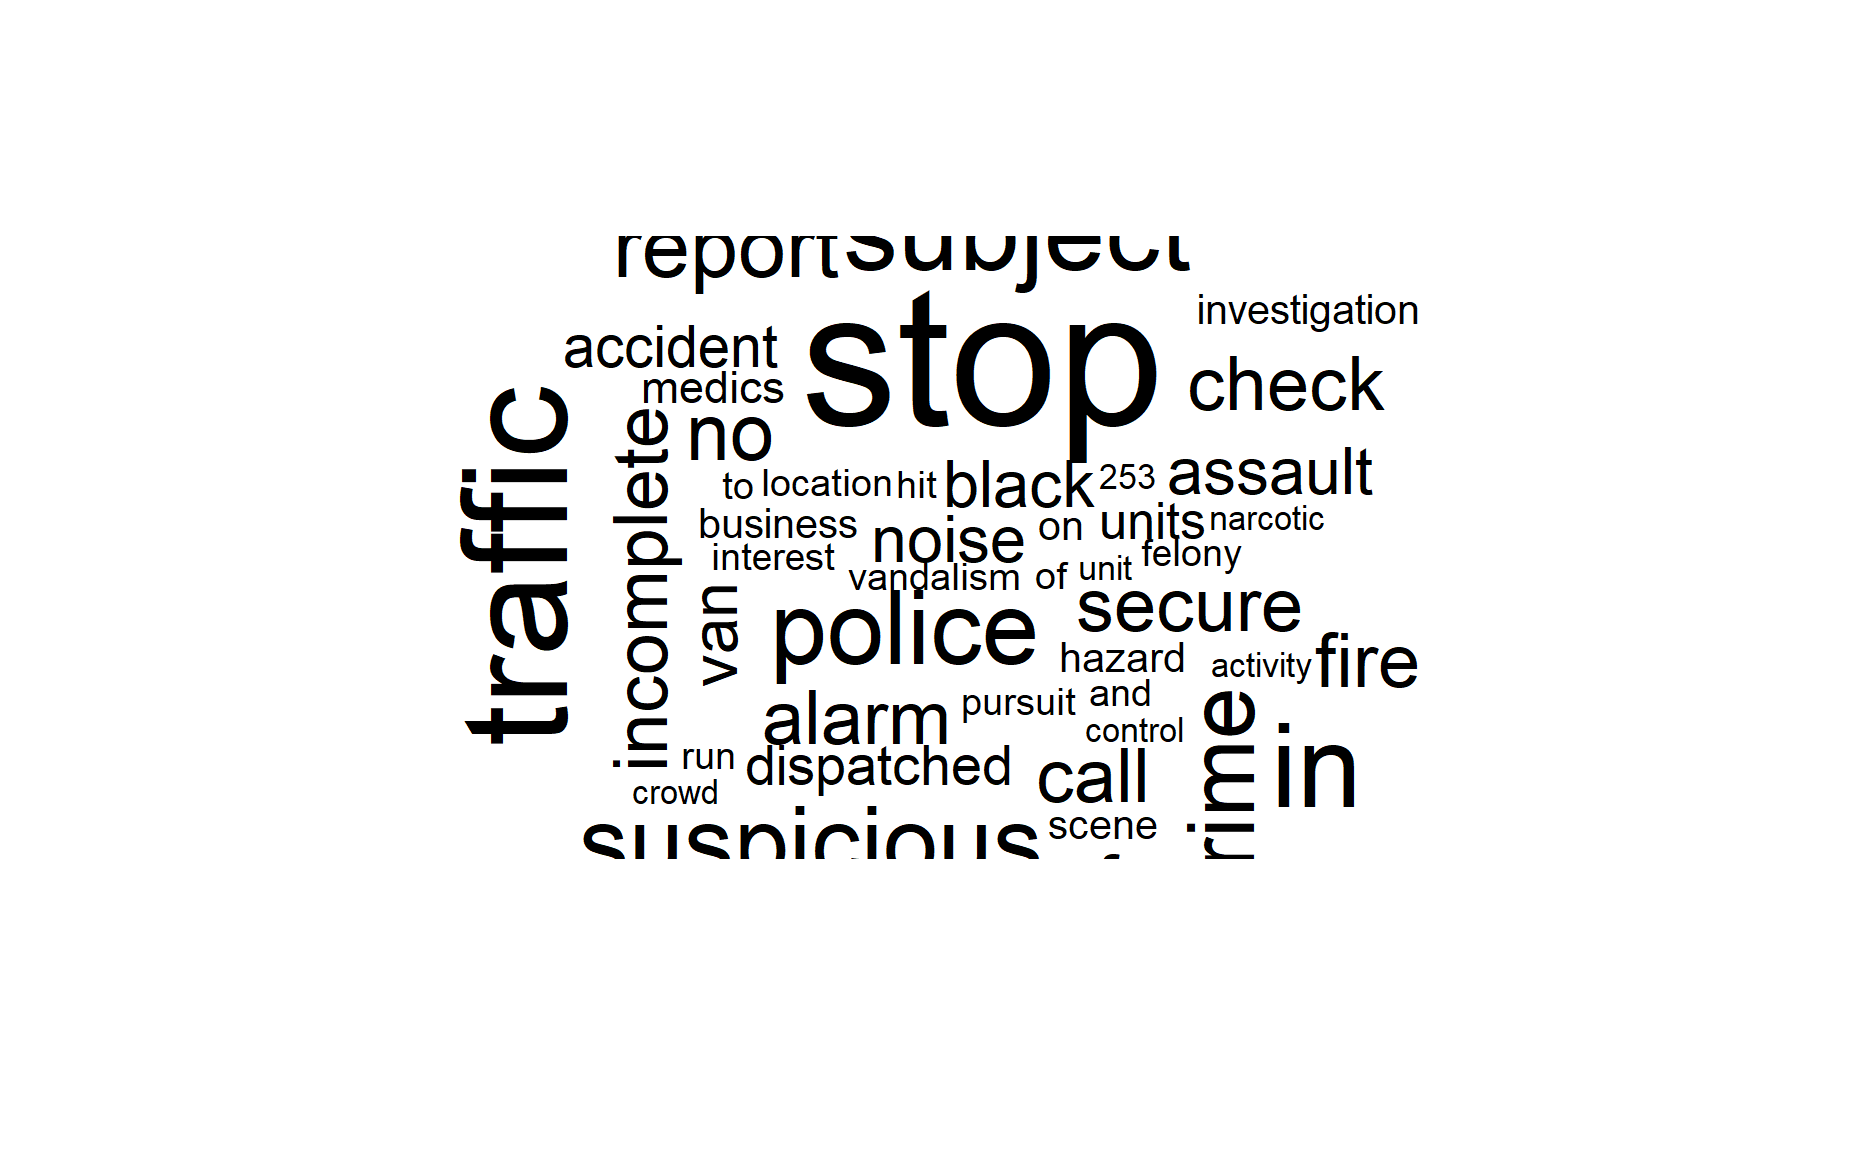 report subject
stop
investigation
accident
medics
check
no
traffic
incomplete
to location hit black 253 assault
business noise on units narcotic
interest
vandalism of unit felony
van
police
secure
hazard activity fire
alarm pursuit and
control
rime
in
run dispatched call
crowd
suspicious scene